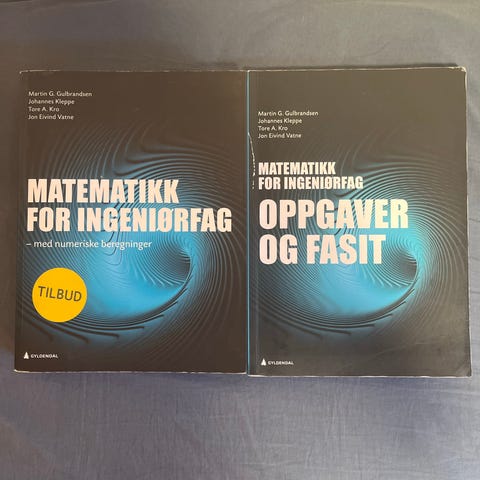 Martin G. Gulbrandsen
Johannes Kleppe
Tore A. Kro
Jon Eivind Vatne
MATEMATIKK
FOR INGENIØRFAG
– med numeriske beregninger
TILBUD
GYLDENDAL
Martin G. Gulbrandsen
Johannes Kleppe
Tore A. Kro
Jon Eivind Vatne
MATEMATIKK
FOR INGENIØRFAG
OPPGAVER
OG FASIT
GYLDENDAL